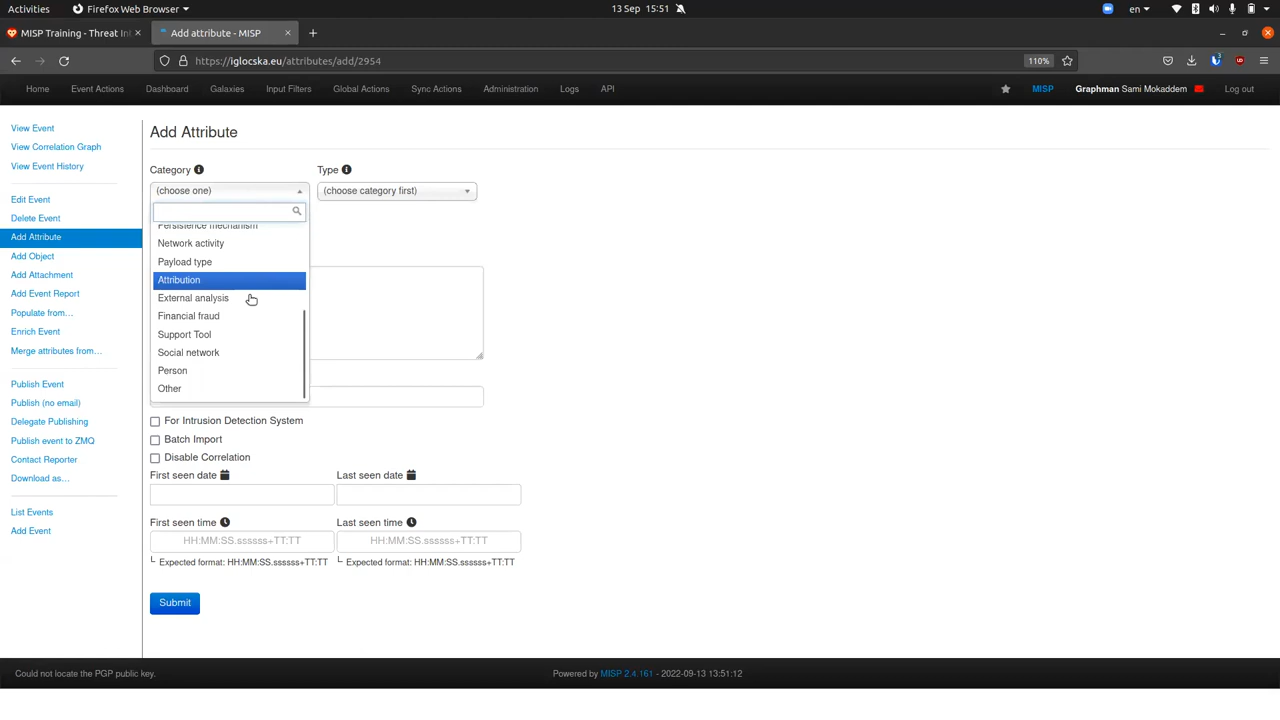 Activities
Firefox Web Browser
13 Sep 15:51
en
MISP Training - Threat Int
Add attribute - MISP
https://iglocska.eu/attributes/add/2954
110%
Home
Event Actions
Dashboard
Galaxies
Input Filters
Global Actions
Sync Actions
Administration
Logs
API
MISP
Graphman Sami Mokaddem
Log out
View Event
View Correlation Graph
View Event History
Edit Event
Delete Event
Add Attribute
Add Object
Add Attachment
Add Event Report
Populate from...
Enrich Event
Merge attributes from...
Publish Event
Publish (no email)
Delegate Publishing
Publish event to ZMQ
Contact Reporter
Download as...
List Events
Add Event
Add Attribute
Category
Type
(choose one)
(choose category first)
Persistence mechanism
Network activity
Payload type
Attribution
External analysis
Financial fraud
Support Tool
Social network
Person
Other
For Intrusion Detection System
Batch Import
Disable Correlation
First seen date
Last seen date
First seen time
Last seen time
HH:MM:SS.ssssss+TT:TT
HH:MM:SS.ssssss+TT:TT
Expected format: HH:MM:SS.ssssss+TT:TT
Expected format: HH:MM:SS.ssssss+TT:TT
Submit
Could not locate the PGP public key.
Powered by MISP 2.4.161 - 2022-09-13 13:51:12